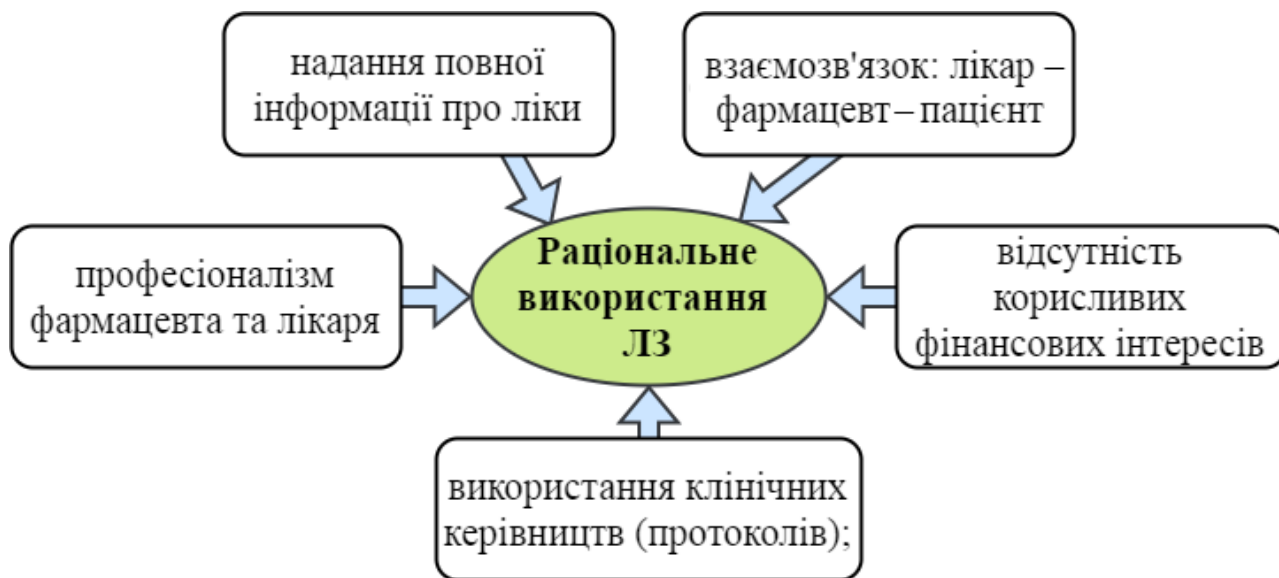 надання повної
інформації про ліки
взаємозв'язок: лікар –
фармацевт – пацієнт
професіоналізм
фармацевта та лікаря
Раціональне
використання
ЛЗ
відсутність
корисливих
фінансових інтересів
використання клінічних
керівництв (протоколів);